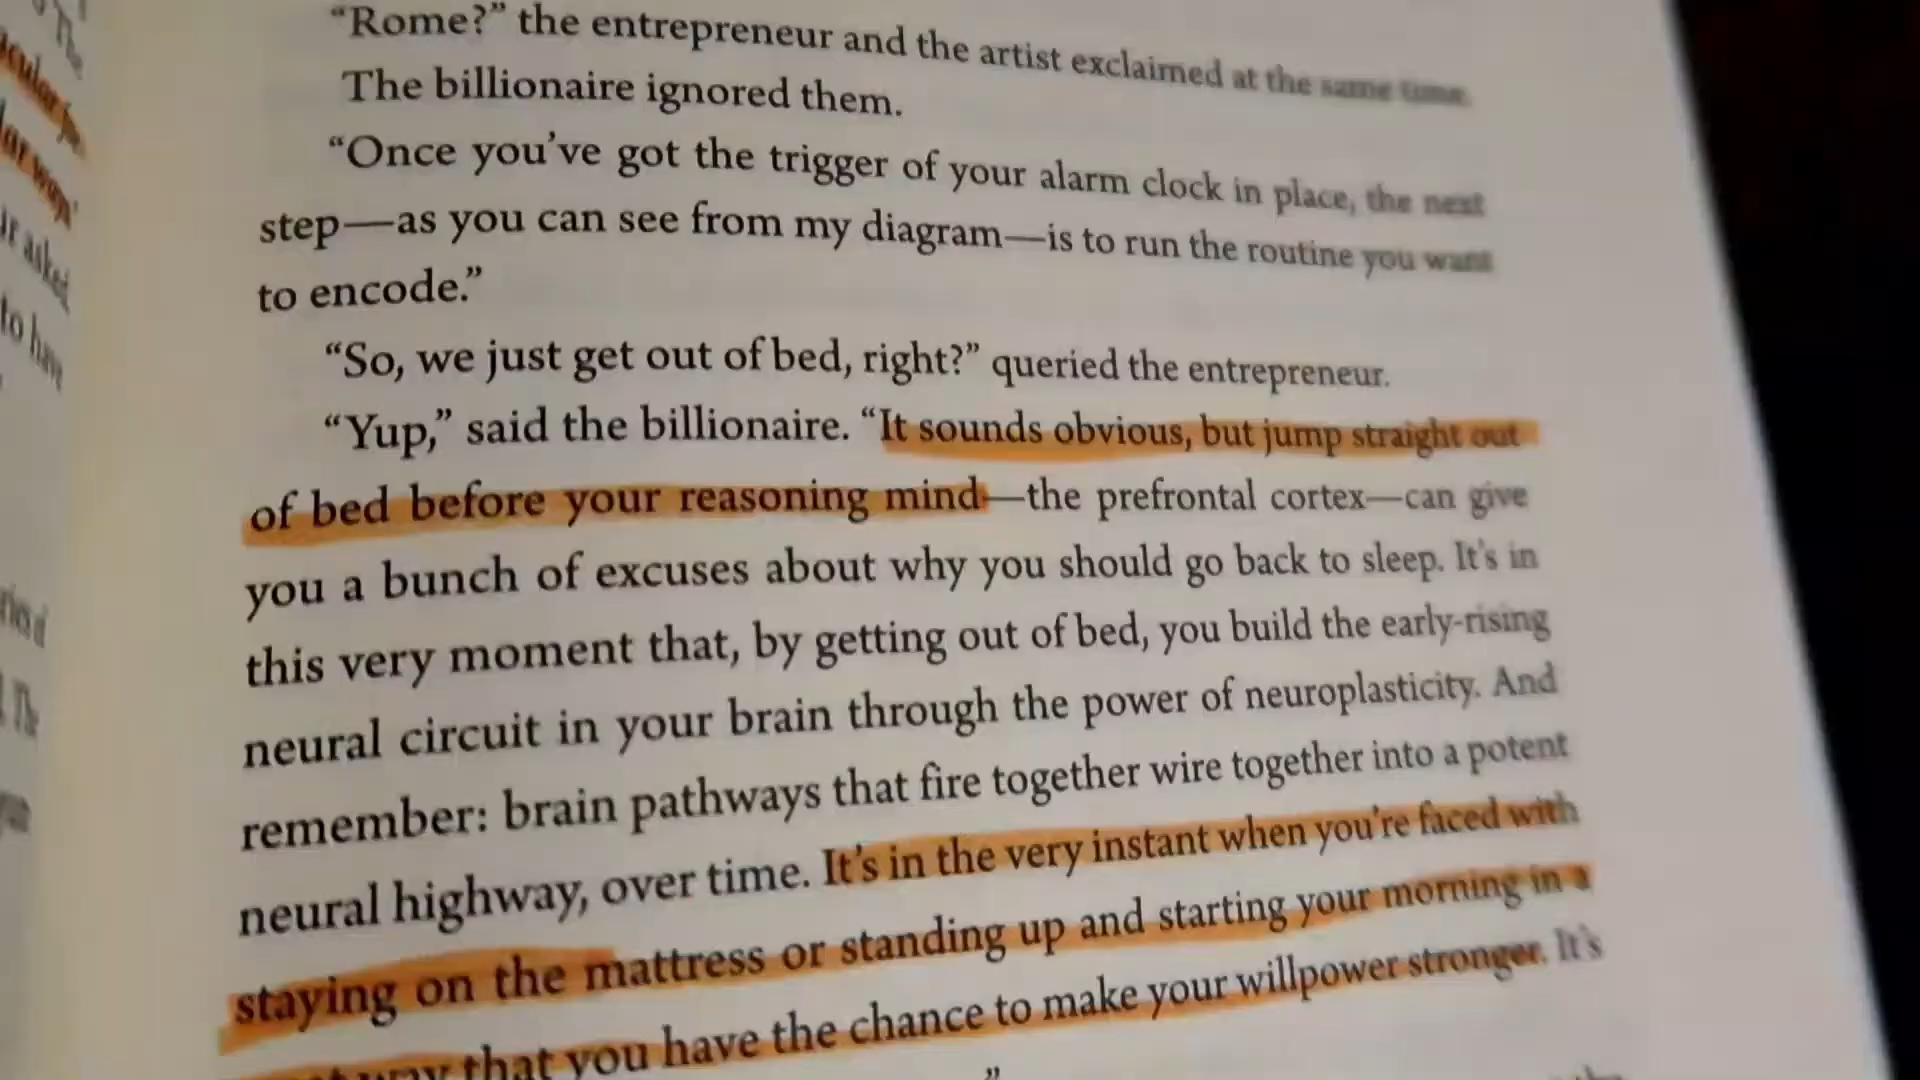 “Rome?” the entrepreneur and the artist exclaimed at the same time.
The billionaire ignored them.
“Once you’ve got the trigger of your alarm clock in place, the next
step—as you can see from my diagram—is to run the routine you want
to encode.”
“So, we just get out of bed, right?” queried the entrepreneur.
“Yup,” said the billionaire. “It sounds obvious, but jump straight out
of bed before your reasoning mind—the prefrontal cortex—can give
you a bunch of excuses about why you should go back to sleep. It’s in
this very moment that, by getting out of bed, you build the early-rising
neural circuit in your brain through the power of neuroplasticity. And
remember: brain pathways that fire together wire together into a potent
neural highway, over time. It’s in the very instant when you’re faced with
staying on the mattress or standing up and starting your morning in a
way that you have the chance to make your willpower stronger. It’s
asked
to have